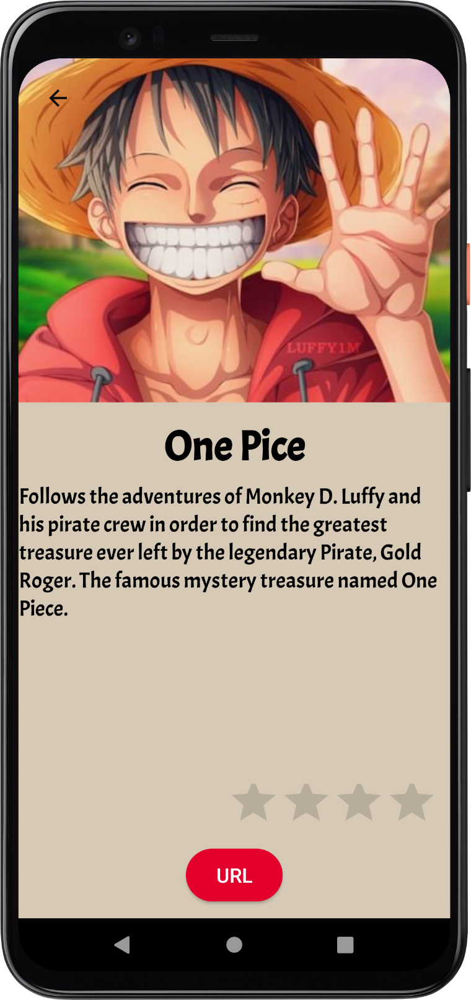 LUFFY1M
One Pice
Follows the adventures of Monkey D. Luffy and
his pirate crew in order to find the greatest
treasure ever left by the legendary Pirate, Gold
Roger. The famous mystery treasure named One
Piece.
URL